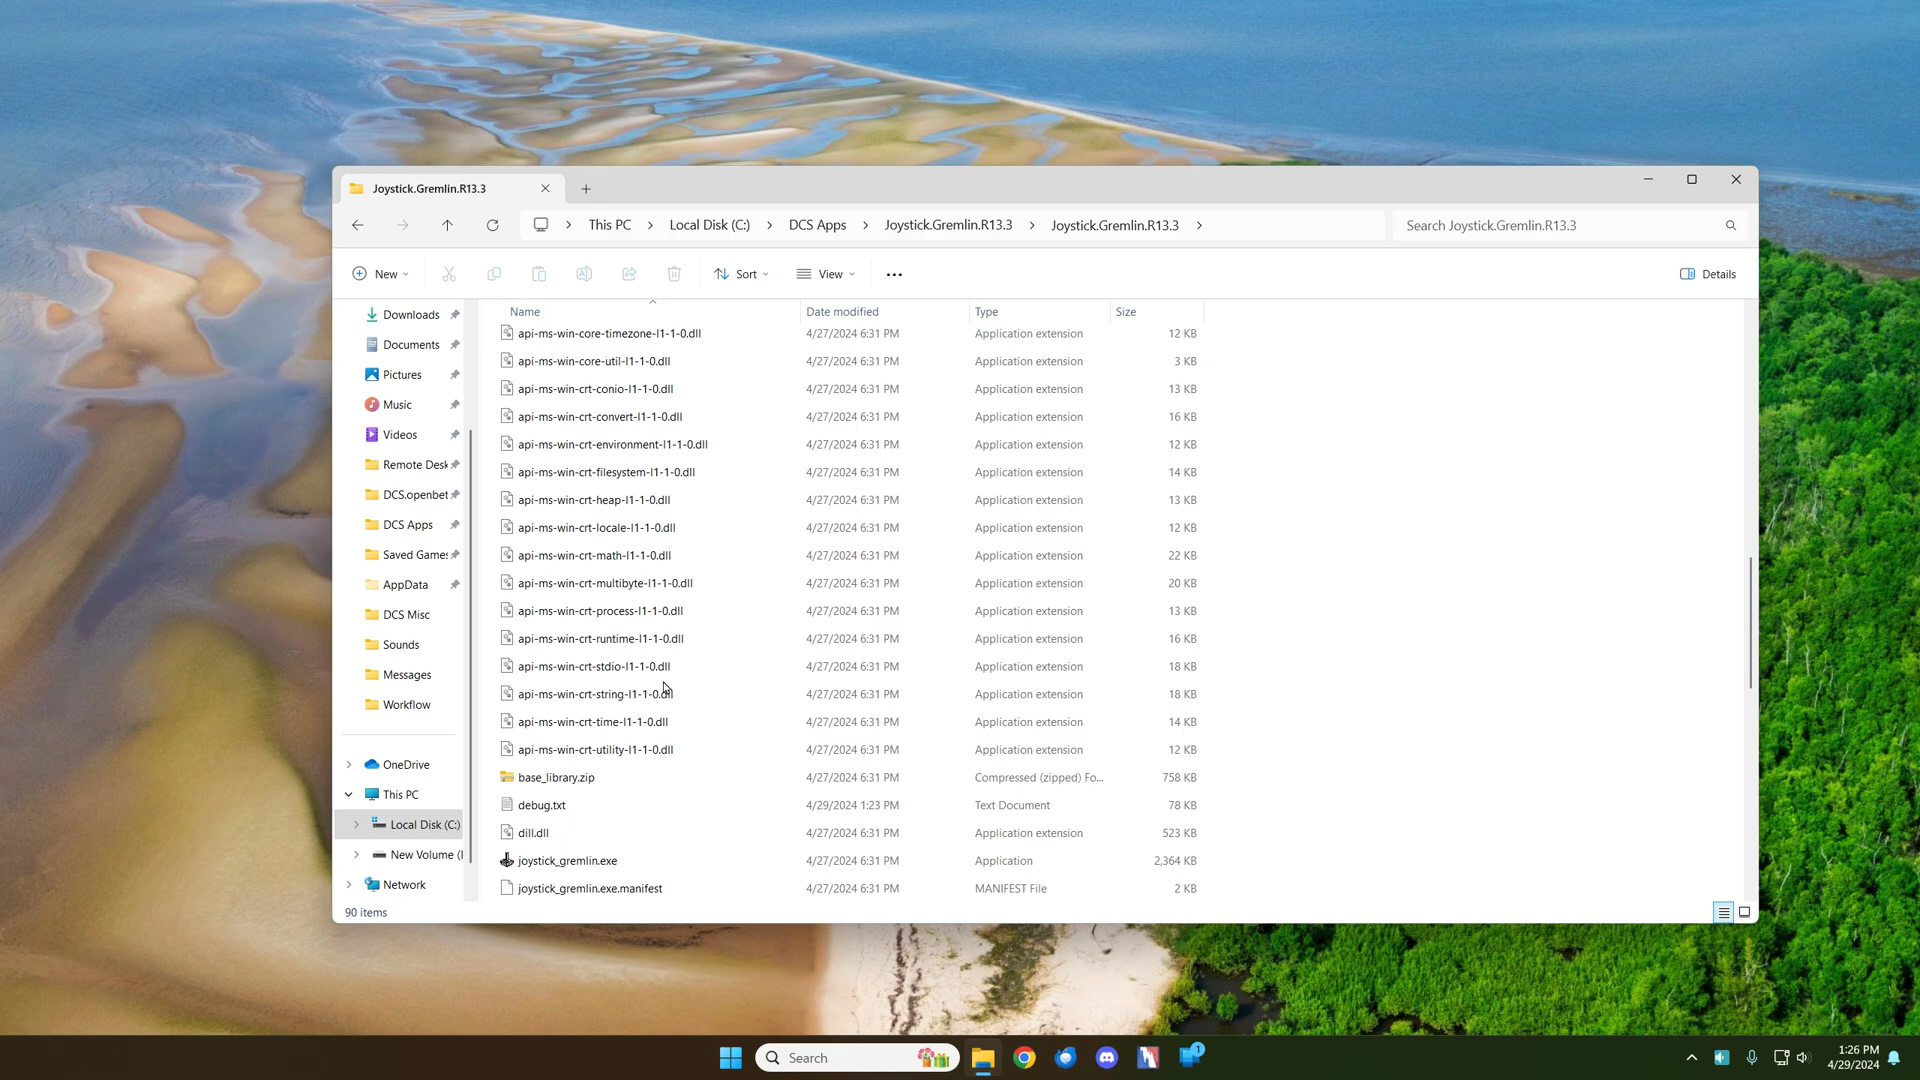 Joystick.Gremlin.R13.3
This PC
Local Disk (C:)
DCS Apps
Joystick.Gremlin.R13.3
Joystick.Gremlin.R13.3
Search Joystick.Gremlin.R13.3
New
Sort
View
Details
Downloads
Documents
Pictures
Music
Videos
Remote Desk
DCS.openbet
DCS Apps
Saved Games
AppData
DCS Misc
Sounds
Messages
Workflow
OneDrive
This PC
Local Disk (C:)
New Volume (
Network
Name Date modified Type Size
api-ms-win-core-timezone-l1-1-0.dll 4/27/2024 6:31 PM Application extension 12 KB
api-ms-win-core-util-l1-1-0.dll 4/27/2024 6:31 PM Application extension 3 KB
api-ms-win-crt-conio-l1-1-0.dll 4/27/2024 6:31 PM Application extension 13 KB
api-ms-win-crt-convert-l1-1-0.dll 4/27/2024 6:31 PM Application extension 16 KB
api-ms-win-crt-environment-l1-1-0.dll 4/27/2024 6:31 PM Application extension 12 KB
api-ms-win-crt-filesystem-l1-1-0.dll 4/27/2024 6:31 PM Application extension 14 KB
api-ms-win-crt-heap-l1-1-0.dll 4/27/2024 6:31 PM Application extension 13 KB
api-ms-win-crt-locale-l1-1-0.dll 4/27/2024 6:31 PM Application extension 12 KB
api-ms-win-crt-math-l1-1-0.dll 4/27/2024 6:31 PM Application extension 22 KB
api-ms-win-crt-multibyte-l1-1-0.dll 4/27/2024 6:31 PM Application extension 20 KB
api-ms-win-crt-process-l1-1-0.dll 4/27/2024 6:31 PM Application extension 13 KB
api-ms-win-crt-runtime-l1-1-0.dll 4/27/2024 6:31 PM Application extension 16 KB
api-ms-win-crt-stdio-l1-1-0.dll 4/27/2024 6:31 PM Application extension 18 KB
api-ms-win-crt-string-l1-1-0.dll 4/27/2024 6:31 PM Application extension 18 KB
api-ms-win-crt-time-l1-1-0.dll 4/27/2024 6:31 PM Application extension 14 KB
api-ms-win-crt-utility-l1-1-0.dll 4/27/2024 6:31 PM Application extension 12 KB
base_library.zip 4/27/2024 6:31 PM Compressed (zipped) Fo... 758 KB
debug.txt 4/29/2024 1:23 PM Text Document 78 KB
dill.dll 4/27/2024 6:31 PM Application extension 523 KB
joystick_gremlin.exe 4/27/2024 6:31 PM Application 2,364 KB
joystick_gremlin.exe.manifest 4/27/2024 6:31 PM MANIFEST File 2 KB
90 items
Search
1
1:26 PM
4/29/2024